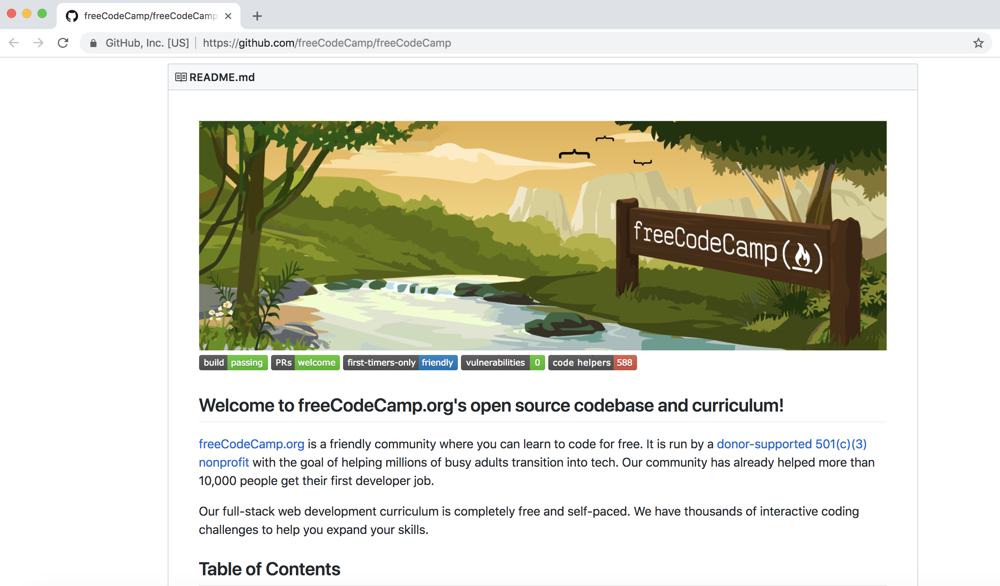 freeCodeCamp/freeCodeCamp
GitHub, Inc. [US] https://github.com/freeCodeCamp/freeCodeCamp
README.md
freeCodeCamp()
build passing PRs welcome first-timers-only friendly vulnerabilities 0 code helpers 588
Welcome to freeCodeCamp.org's open source codebase and curriculum!
freeCodeCamp.org is a friendly community where you can learn to code for free. It is run by a donor-supported 501(c)(3)
nonprofit with the goal of helping millions of busy adults transition into tech. Our community has already helped more than
10,000 people get their first developer job.
Our full-stack web development curriculum is completely free and self-paced. We have thousands of interactive coding
challenges to help you expand your skills.
Table of Contents